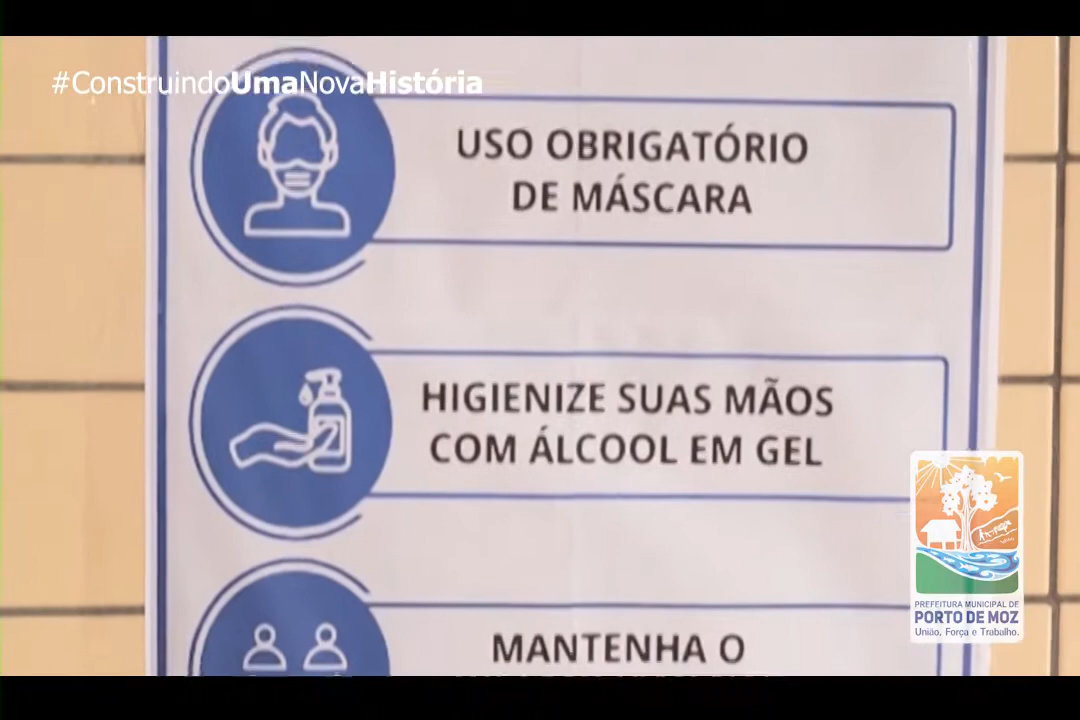 #ConstruindoUmaNovaHistória
USO OBRIGATÓRIO
DE MÁSCARA
HIGIENIZE SUAS MÃOS
COM ÁLCOOL EM GEL
MANTENHA O
PREFEITURA MUNICIPAL DE
PORTO DE MOZ
União, Força e Trabalho.